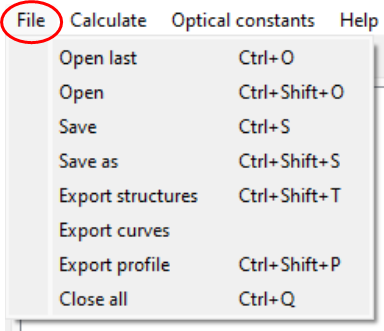 File Calculate Optical constants Help
Open last Ctrl+O
Open Ctrl+Shift+O
Save Ctrl+S
Save as Ctrl+Shift+S
Export structures Ctrl+Shift+T
Export curves
Export profile Ctrl+Shift+P
Close all Ctrl+Q